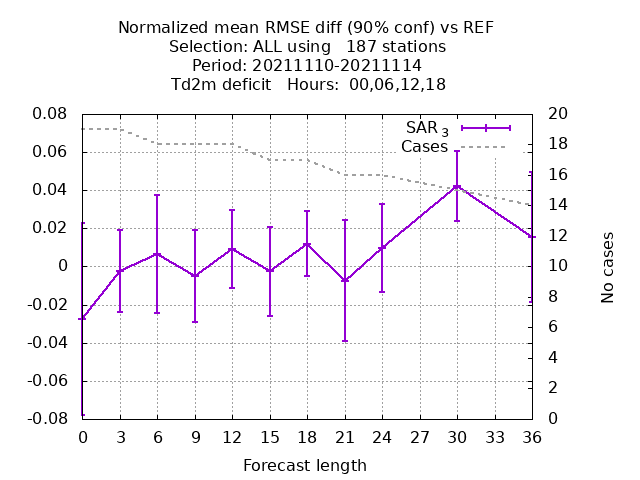 Normalized mean RMSE diff (90% conf) vs REF
Selection: ALL using   187 stations
Period: 20211110-20211114
Td2m deficit   Hours:  00,06,12,18
SAR 3
Cases
0.08
0.06
0.04
0.02
0
-0.02
-0.04
-0.06
-0.08
20
18
16
14
12
10
8
6
4
2
0
No cases
0 3 6 9 12 15 18 21 24 27 30 33 36
Forecast length